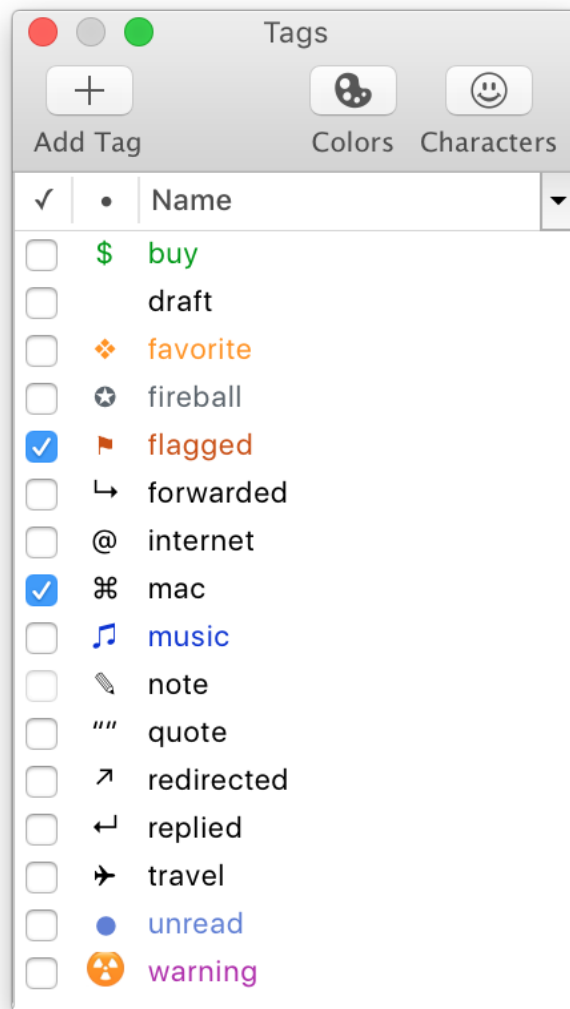 Tags
Add Tag Colors Characters
✓ • Name
$ buy
draft
❖ favorite
✪ fireball
⚑ flagged
↳ forwarded
@ internet
⌘ mac
♫ music
✎ note
"" quote
↗ redirected
↵ replied
✈ travel
● unread
☢ warning